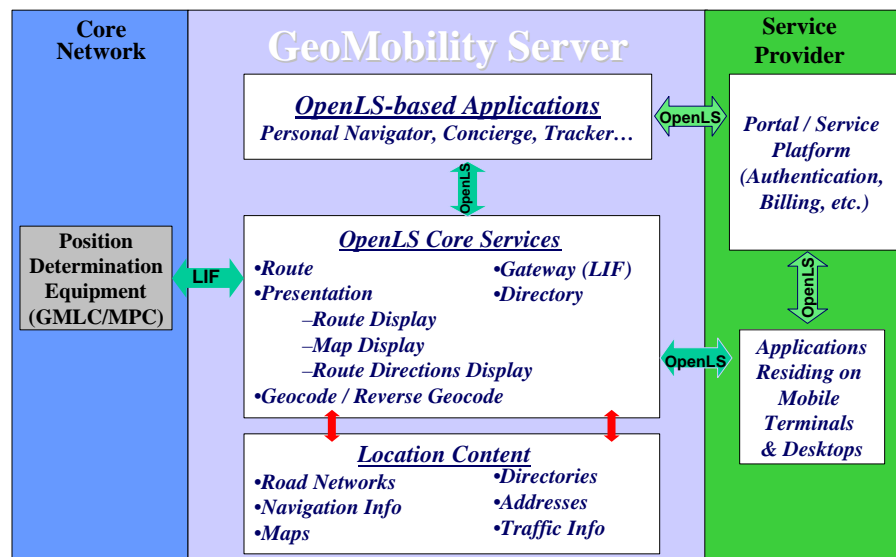 Core
Network
GeoMobility Server
Service
Provider
OpenLS-based Applications
Personal Navigator, Concierge, Tracker…
OpenLS
Portal / Service
Platform
(Authentication,
Billing, etc.)
OpenLS
Position
Determination
Equipment
(GMLC/MPC)
LIF
OpenLS Core Services
•Route
•Presentation
–Route Display
–Map Display
–Route Directions Display
•Geocode / Reverse Geocode
•Gateway (LIF)
•Directory
OpenLS
OpenLS
Applications
Residing on
Mobile
Terminals
& Desktops
Location Content
•Road Networks
•Navigation Info
•Maps
•Directories
•Addresses
•Traffic Info